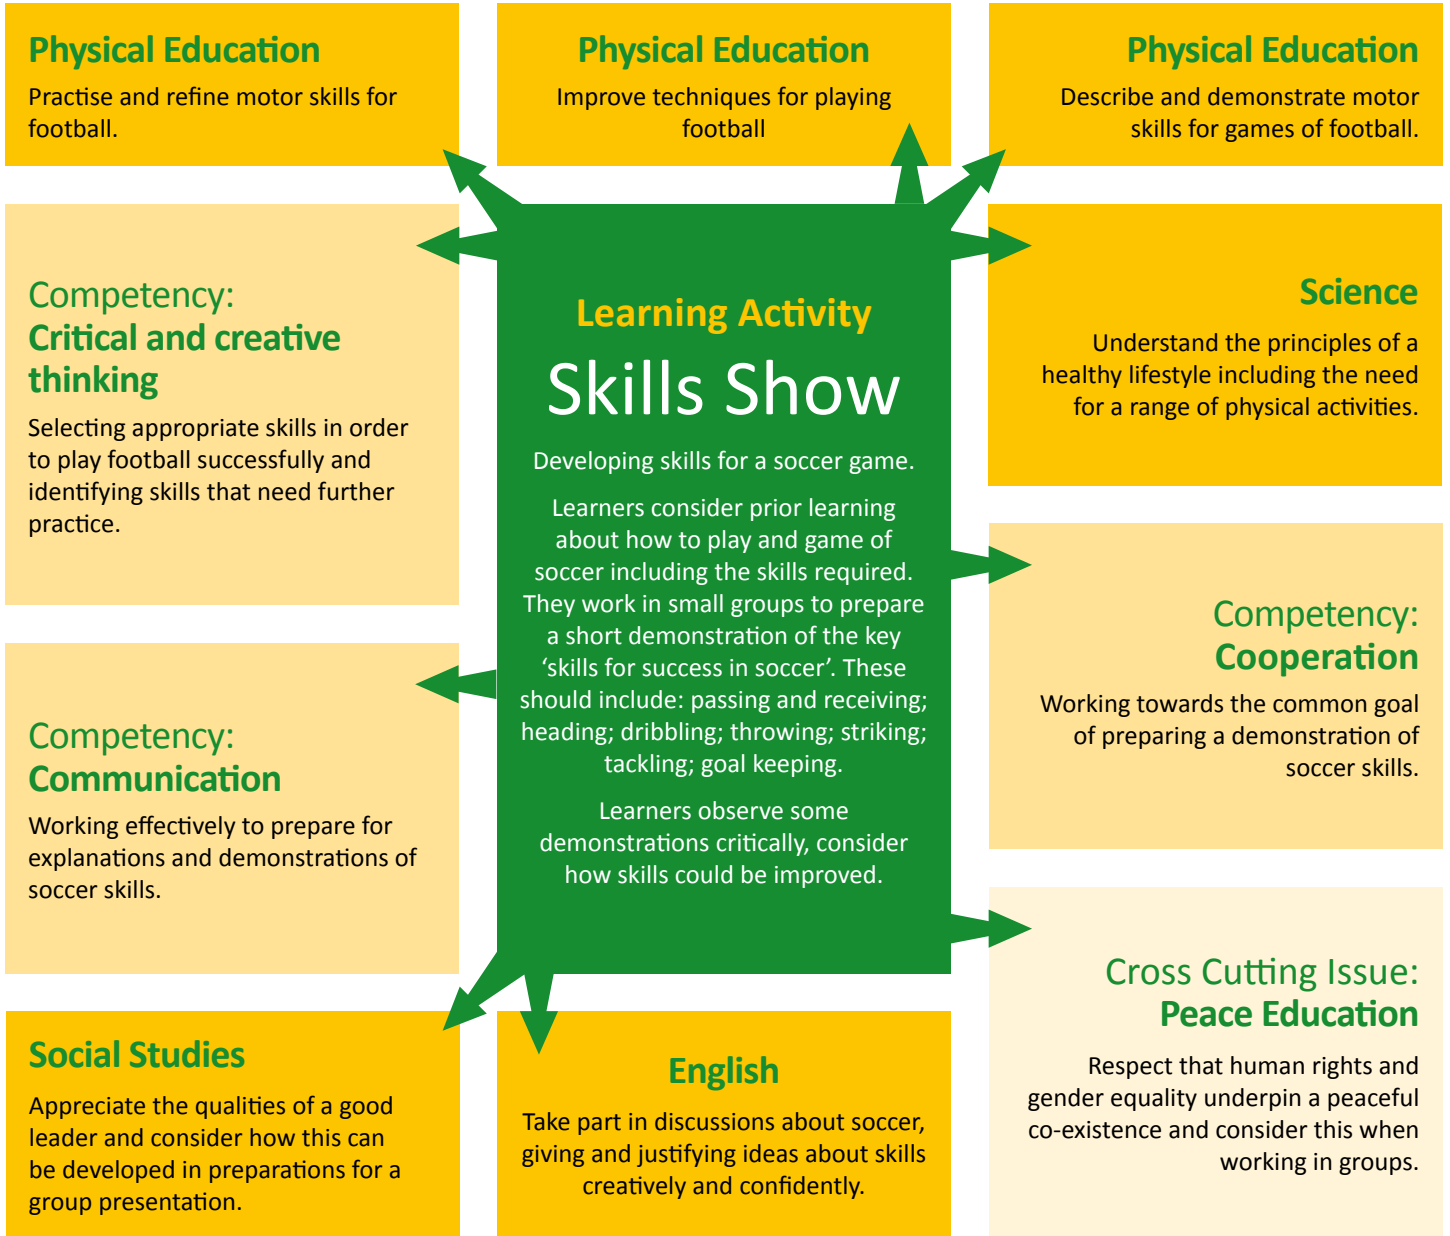 Physical Education
Practise and refine motor skills for
football.
Physical Education
Improve techniques for playing
football
Physical Education
Describe and demonstrate motor
skills for games of football.
Competency:
Critical and creative
thinking
Selecting appropriate skills in order
to play football successfully and
identifying skills that need further
practice.
Learning Activity
Skills Show
Developing skills for a soccer game.
Learners consider prior learning
about how to play and game of
soccer including the skills required.
They work in small groups to prepare
a short demonstration of the key
‘skills for success in soccer’. These
should include: passing and receiving;
heading; dribbling; throwing; striking;
tackling; goal keeping.
Learners observe some
demonstrations critically, consider
how skills could be improved.
Science
Understand the principles of a
healthy lifestyle including the need
for a range of physical activities.
Competency:
Cooperation
Working towards the common goal
of preparing a demonstration of
soccer skills.
Competency:
Communication
Working effectively to prepare for
explanations and demonstrations of
soccer skills.
Cross Cutting Issue:
Peace Education
Respect that human rights and
gender equality underpin a peaceful
co-existence and consider this when
working in groups.
Social Studies
Appreciate the qualities of a good
leader and consider how this can
be developed in preparations for a
group presentation.
English
Take part in discussions about soccer,
giving and justifying ideas about skills
creatively and confidently.